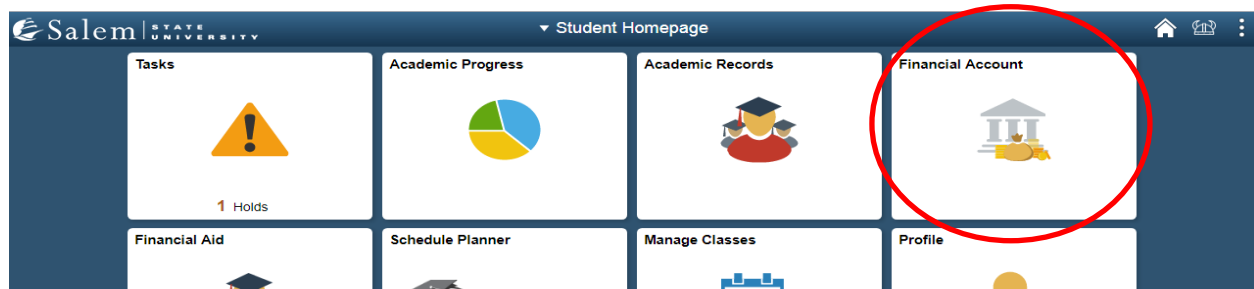 Salem STATE UNIVERSITY
Student Homepage
Tasks
Academic Progress
Academic Records
Financial Account
1 Holds
Financial Aid
Schedule Planner
Manage Classes
Profile